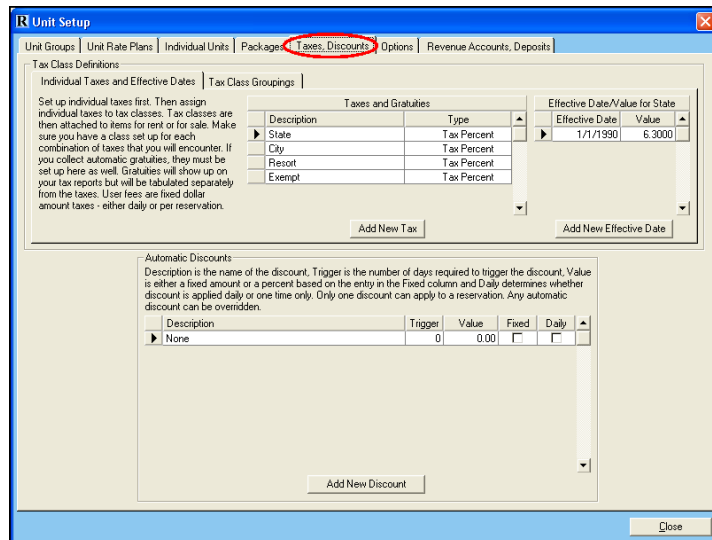 R Unit Setup
Unit Groups | Unit Rate Plans | Individual Units | Packages | Taxes, Discounts | Options | Revenue Accounts, Deposits
Tax Class Definitions
Individual Taxes and Effective Dates | Tax Class Groupings
Set up individual taxes first. Then assign
individual taxes to tax classes. Tax classes are
then attached to items for rent or for sale. Make
sure you have a class set up for each
combination of taxes that you will encounter. If
you collect automatic gratuities, they must be
set up here as well. Gratuities will show up on
your tax reports but will be tabulated separately
from the taxes. User fees are fixed dollar
amount taxes - either daily or per reservation.
Taxes and Gratuities
Description Type
State Tax Percent
City Tax Percent
Resort Tax Percent
Exempt Tax Percent
Add New Tax
Effective Date/Value for State
Effective Date Value
1/1/1990 6.3000
Add New Effective Date
Automatic Discounts
Description is the name of the discount, Trigger is the number of days required to trigger the discount, Value
is either a fixed amount or a percent based on the entry in the Fixed column and Daily determines whether
discount is applied daily or one time only. Only one discount can apply to a reservation. Any automatic
discount can be overridden.
Description Trigger Value Fixed Daily
None 0 0.00
Add New Discount
Close